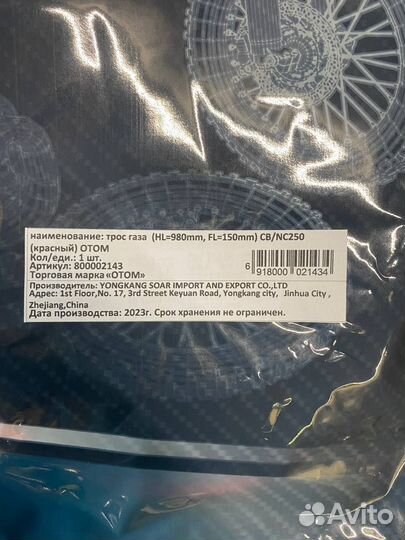 наименование: трос газа (HL=980mm, FL=150mm) CB/NC250
(красный) OTOM
Кол/еди.: 1 шт.
Артикул: 800002143
Торговая марка «OTOM»
6 918000 021434
Производитель: YONGKANG SOAR IMPORT AND EXPORT CO.,LTD
Адрес: 1st Floor,No. 17, 3rd Street Keyuan Road, Yongkang city, Jinhua City ,
Zhejiang,China
Дата производства: 2023г. Срок хранения не ограничен.
Avito